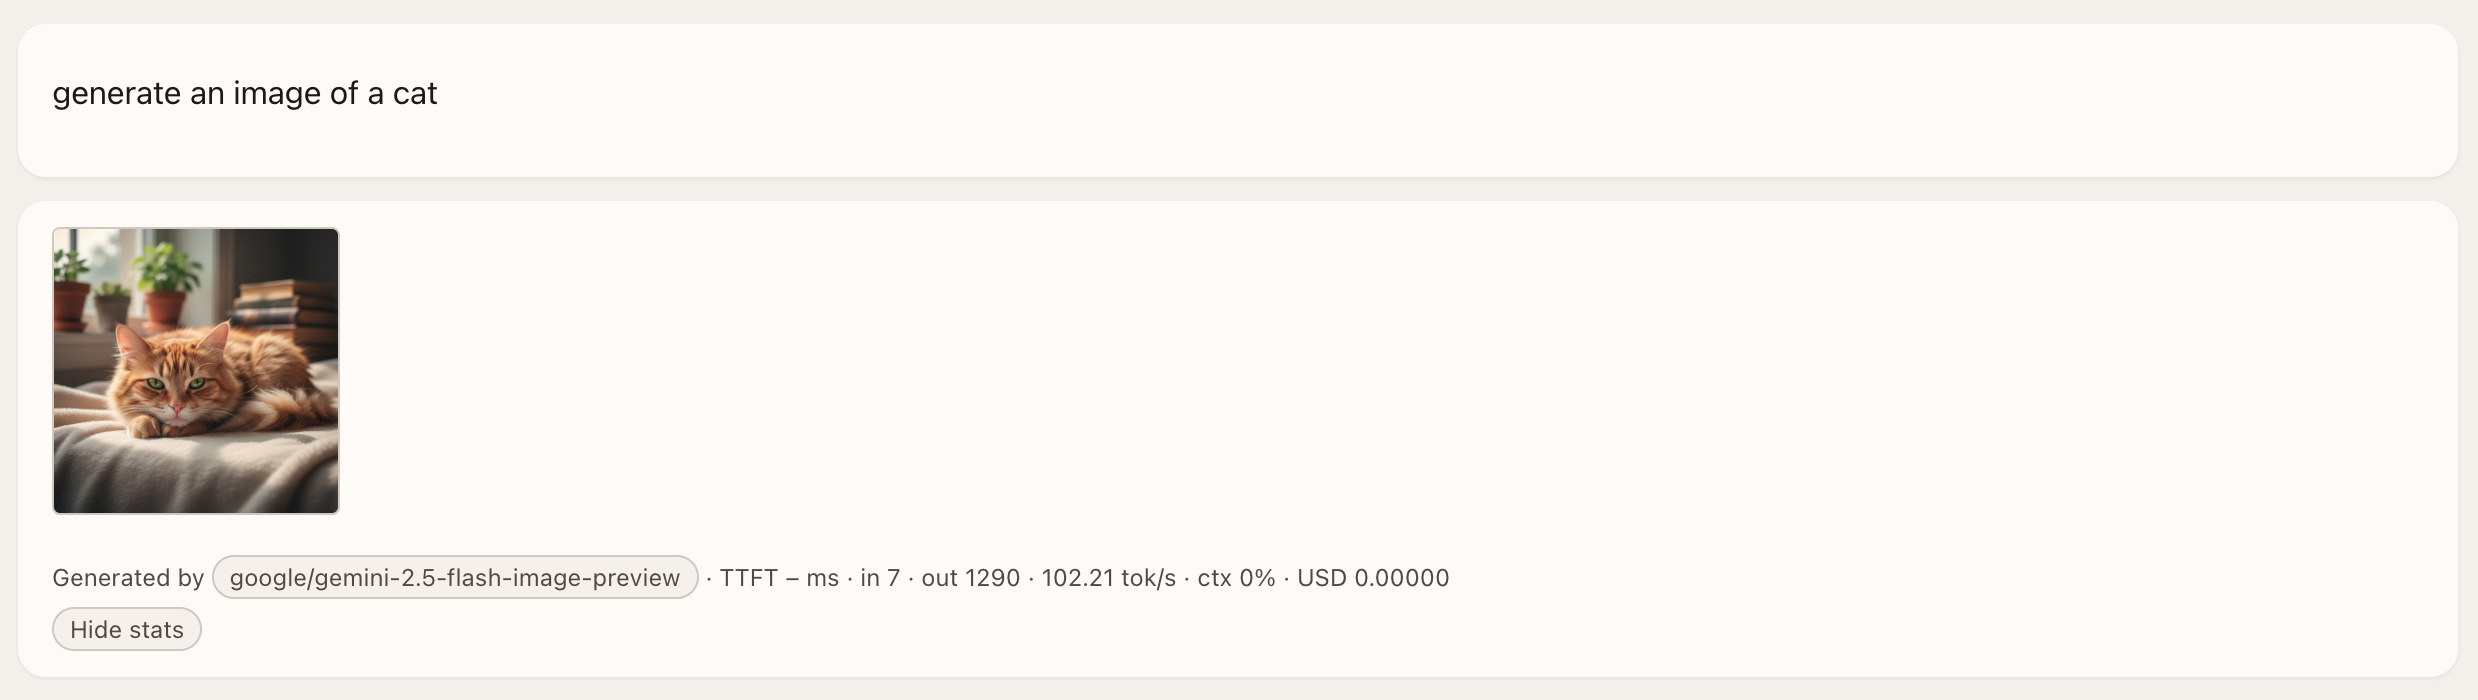 generate an image of a cat
Generated by google/gemini-2.5-flash-image-preview · TTFT – ms · in 7 · out 1290 · 102.21 tok/s · ctx 0% · USD 0.00000
Hide stats